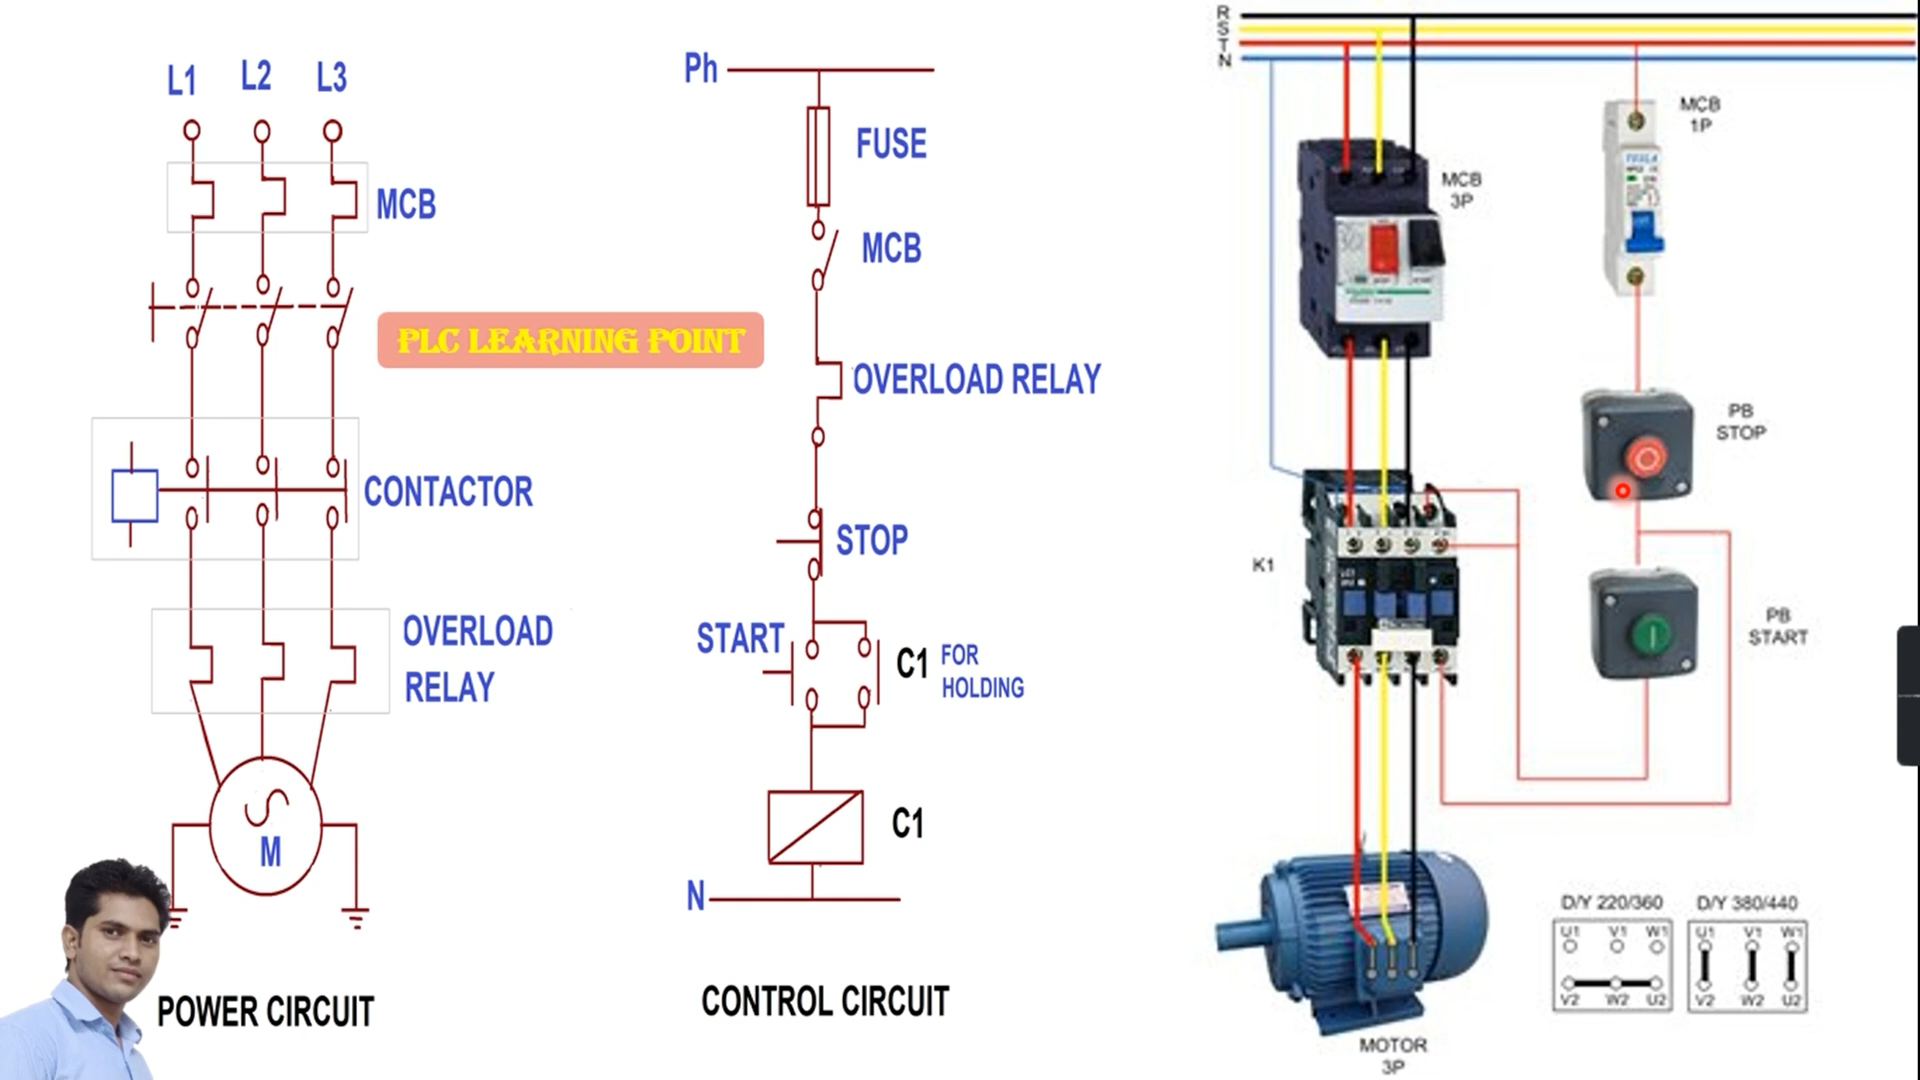 L1 L2 L3
MCB
CONTACTOR
OVERLOAD
RELAY
M
POWER CIRCUIT
PLC LEARNING POINT
Ph
FUSE
MCB
OVERLOAD RELAY
STOP
START
C1 FOR
HOLDING
C1
N
CONTROL CIRCUIT
R
S
T
N
MCB
3P
MCB
1P
PB
STOP
K1
PB
START
MOTOR
3P
D/Y 220/360
U1 V1 W1
V2 W2 U2
D/Y 380/440
U1 V1 W1
V2 W2 U2